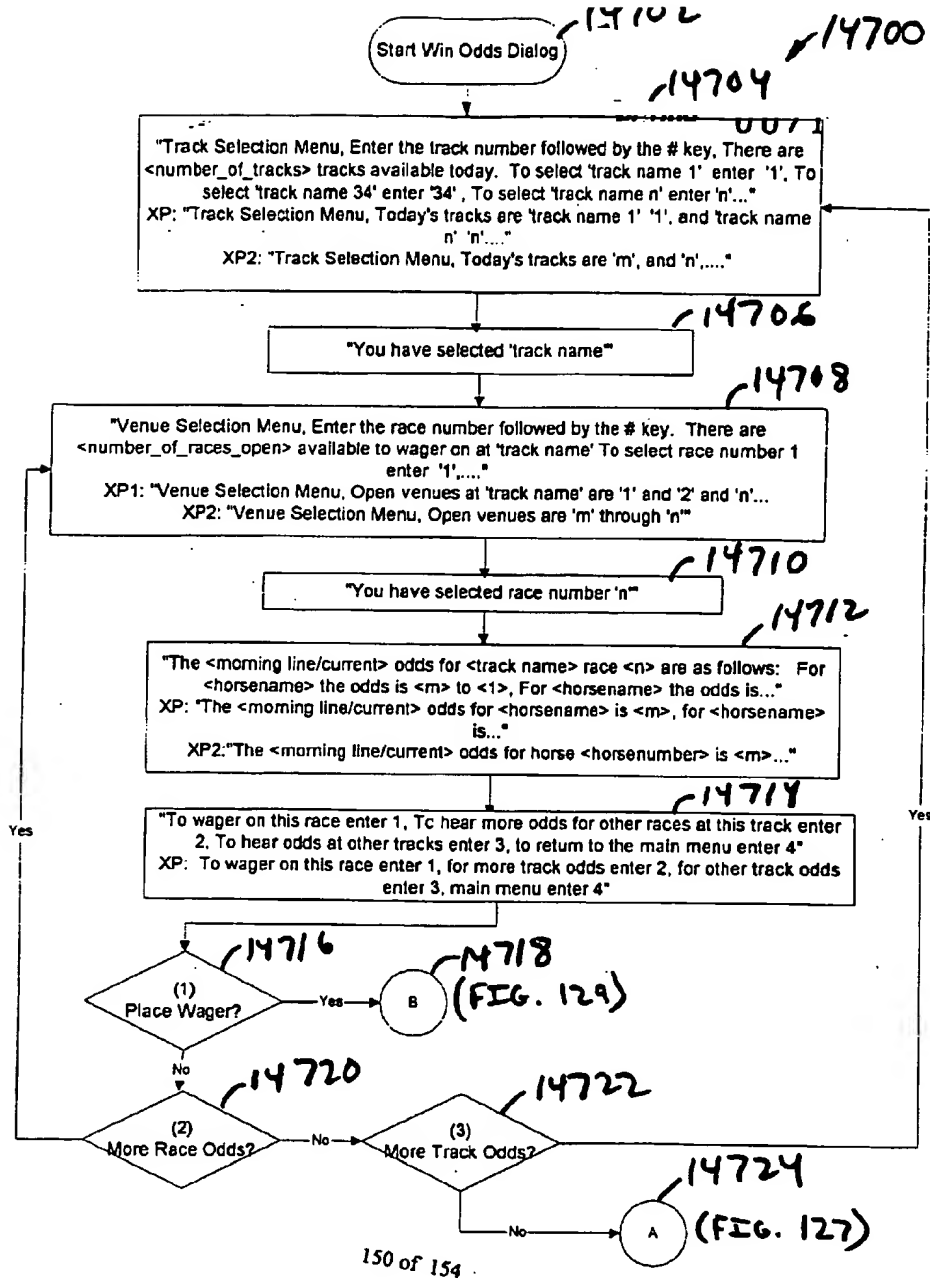 14702
14700
Start Win Odds Dialog
14704
0071
"Track Selection Menu, Enter the track number followed by the # key, There are
<number_of_tracks> tracks available today. To select 'track name 1' enter '1', To
select 'track name 34' enter '34' , To select 'track name n' enter 'n'..."
XP: "Track Selection Menu, Today's tracks are 'track name 1' '1', and 'track name
n' 'n'...."
XP2: "Track Selection Menu, Today's tracks are 'm', and 'n',...."
14706
"You have selected 'track name'"
14708
"Venue Selection Menu, Enter the race number followed by the # key. There are
<number_of_races_open> available to wager on at 'track name' To select race number 1
enter '1',...."
XP1: "Venue Selection Menu, Open venues at 'track name' are '1' and '2' and 'n'...
XP2: "Venue Selection Menu, Open venues are 'm' through 'n'"
14710
"You have selected race number 'n'"
14712
"The <morning line/current> odds for <track name> race <n> are as follows: For
<horsename> the odds is <m> to <1>, For <horsename> the odds is..."
XP: "The <morning line/current> odds for <horsename> is <m>, for <horsename>
is..."
XP2:"The <morning line/current> odds for horse <horsenumber> is <m>..."
14714
"To wager on this race enter 1, To hear more odds for other races at this track enter
2, To hear odds at other tracks enter 3, to return to the main menu enter 4"
XP: To wager on this race enter 1, for more track odds enter 2, for other track odds
enter 3, main menu enter 4"
Yes
Yes
14716
(1)
Place Wager?
Yes
14718
B
(FIG. 129)
No
14720
(2)
More Race Odds?
No
14722
(3)
More Track Odds?
No
14724
A
(FIG. 127)
150 of 154